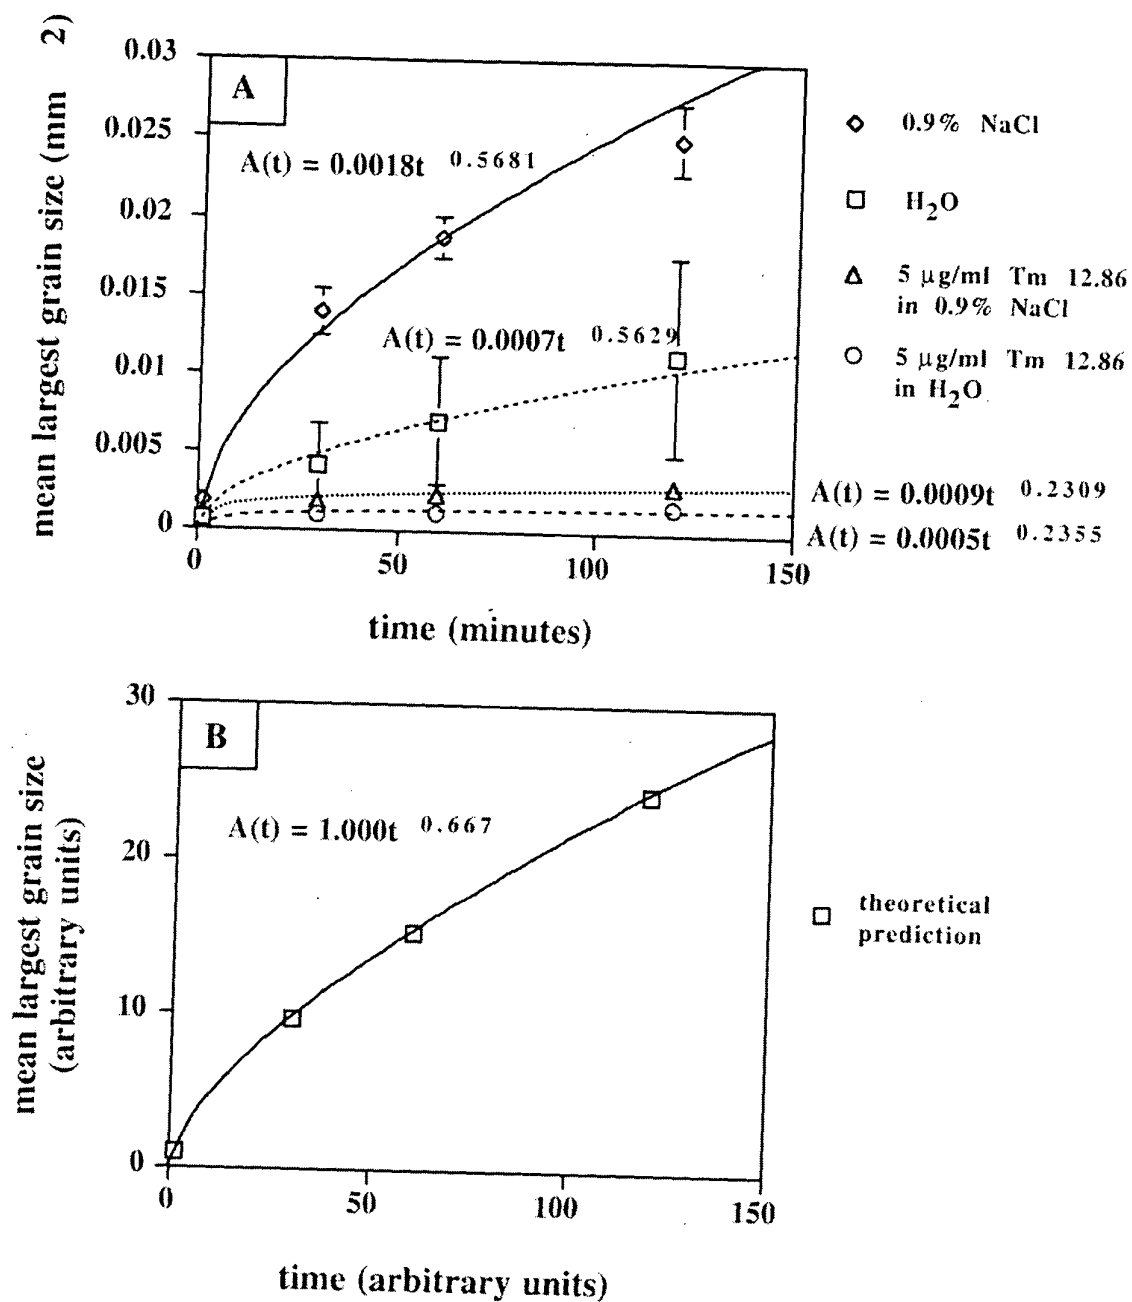 mean largest grain size (mm 2)
0.03
0.025
0.02
0.015
0.01
0.005
0
A
A(t) = 0.0018t 0.5681
A(t) = 0.0007t 0.5629
A(t) = 0.0009t 0.2309
A(t) = 0.0005t 0.2355
0.9% NaCl
H2O
5 µg/ml Tm 12.86
in 0.9% NaCl
5 µg/ml Tm 12.86
in H2O
0 50 100 150
time (minutes)
mean largest grain size
(arbitrary units)
30
20
10
0
B
A(t) = 1.000t 0.667
theoretical
prediction
0 50 100 150
time (arbitrary units)